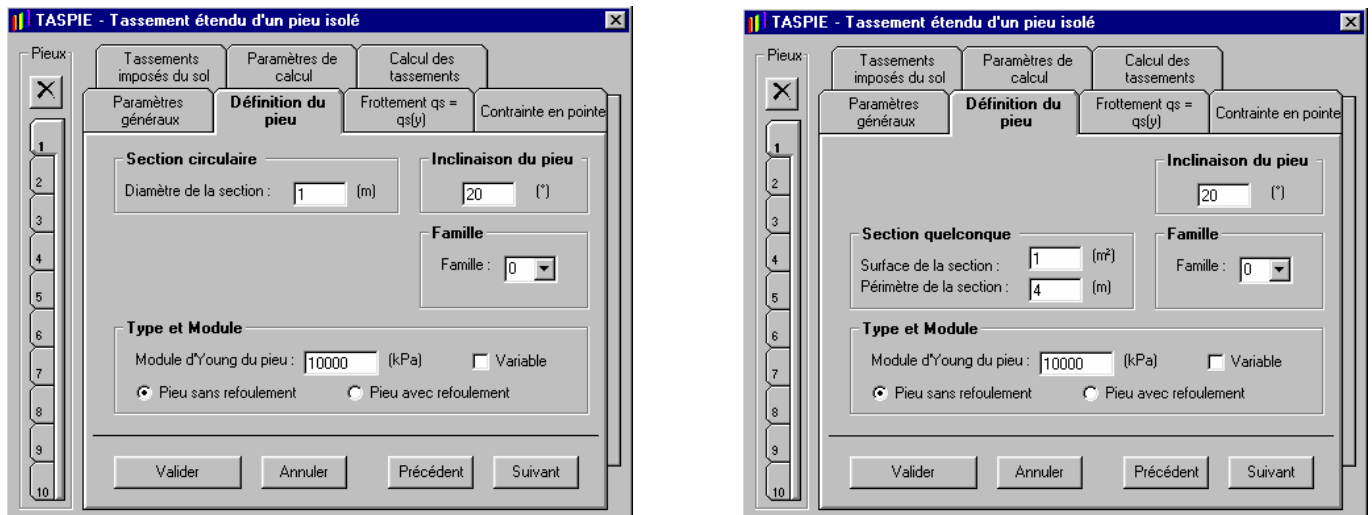 TASPIE - Tassement étendu d'un pieu isolé
Pieux
Tassements imposés du sol
Paramètres de calcul
Calcul des tassements
Paramètres généraux
Définition du pieu
Frottement qs = qs(y)
Contrainte en pointe
1
2
3
4
5
6
7
8
9
10
Section circulaire
Diamètre de la section : 1 (m)
Inclinaison du pieu
20 (°)
Famille
Famille : 0
Type et Module
Module d'Young du pieu : 10000 (kPa) Variable
Pieu sans refoulement Pieu avec refoulement
Valider Annuler Précédent Suivant
TASPIE - Tassement étendu d'un pieu isolé
Pieux
Tassements imposés du sol
Paramètres de calcul
Calcul des tassements
Paramètres généraux
Définition du pieu
Frottement qs = qs(y)
Contrainte en pointe
1
2
3
4
5
6
7
8
9
10
Inclinaison du pieu
20 (°)
Section quelconque
Surface de la section : 1 (m²)
Périmètre de la section : 4 (m)
Famille
Famille : 0
Type et Module
Module d'Young du pieu : 10000 (kPa) Variable
Pieu sans refoulement Pieu avec refoulement
Valider Annuler Précédent Suivant